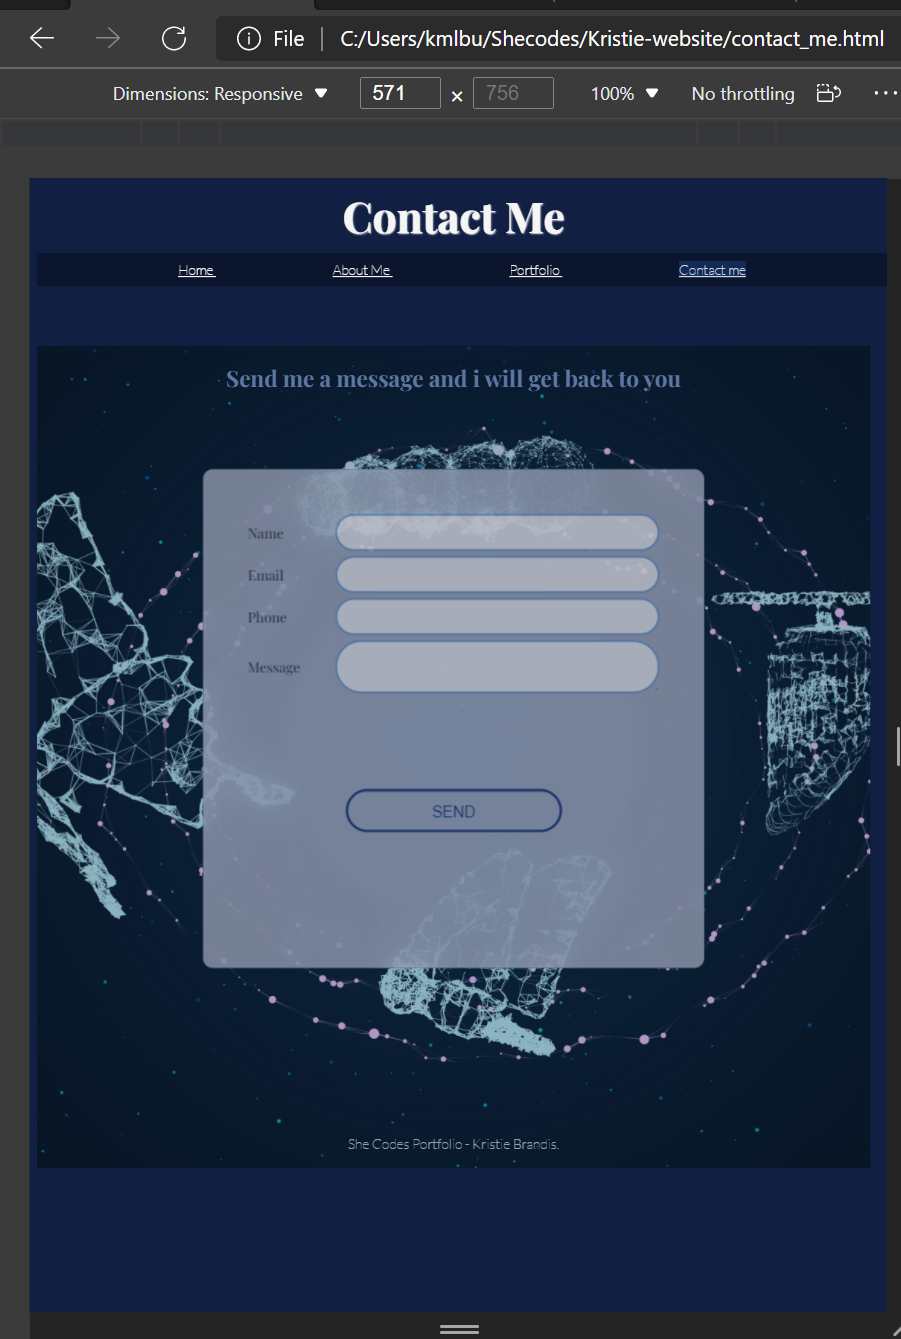 File | C:/Users/kmlbu/Shecodes/Kristie-website/contact_me.html
Dimensions: Responsive 571 × 756 100% No throttling
Contact Me
Home About Me Portfolio Contact me
Send me a message and i will get back to you
Name
Email
Phone
Message
SEND
She Codes Portfolio - Kristie Brandis.